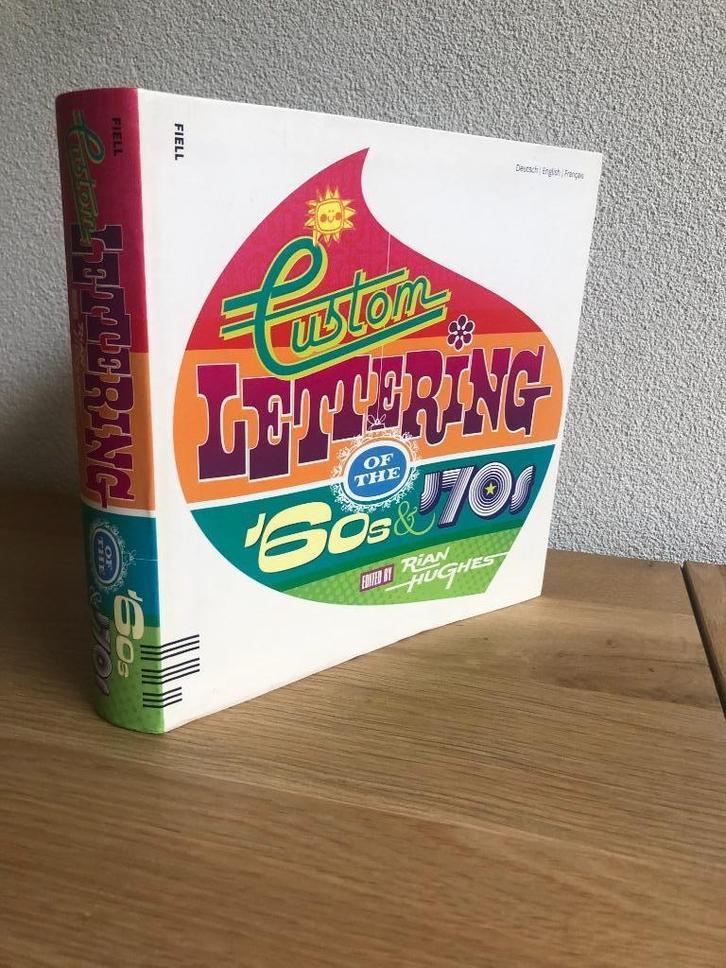 FIELL
Custom
LETTERING
OF
THE
'60s
&
'70s
FIELL
Deutsch | English | Français
Custom
LETTERING
OF THE
'60s & '70s
EDITED BY RiAN HUGHES